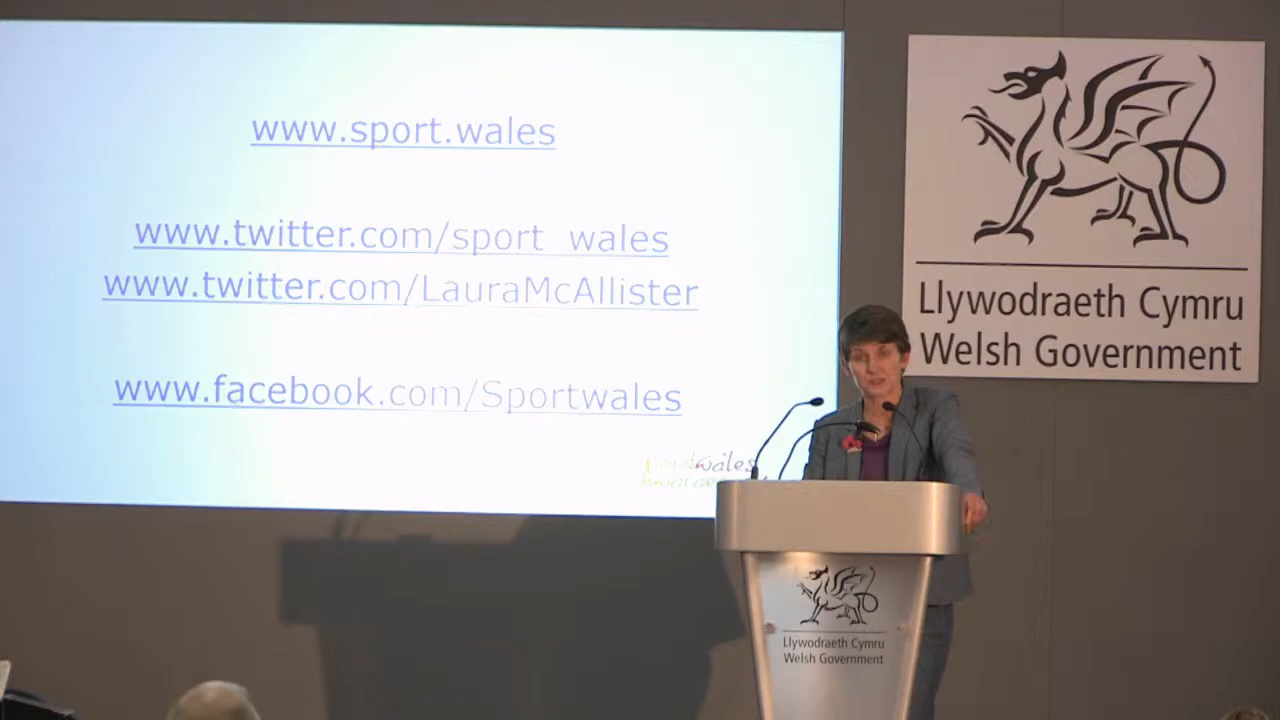 www.sport.wales
www.twitter.com/sport_wales
www.twitter.com/LauraMcAllister
www.facebook.com/Sportwales
wales
Llywodraeth Cymru
Welsh Government
Llywodraeth Cymru
Welsh Government